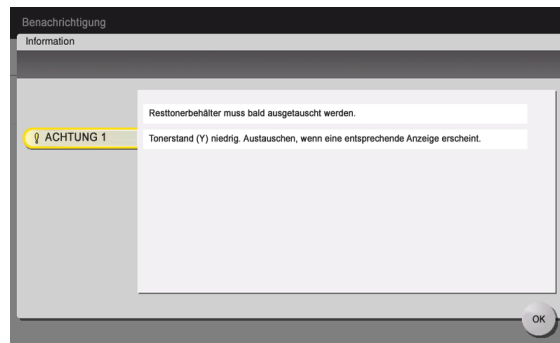 Benachrichtigung
Information
Resttonerbehälter muss bald ausgetauscht werden.
ACHTUNG 1
Tonerstand (Y) niedrig. Austauschen, wenn eine entsprechende Anzeige erscheint.
OK